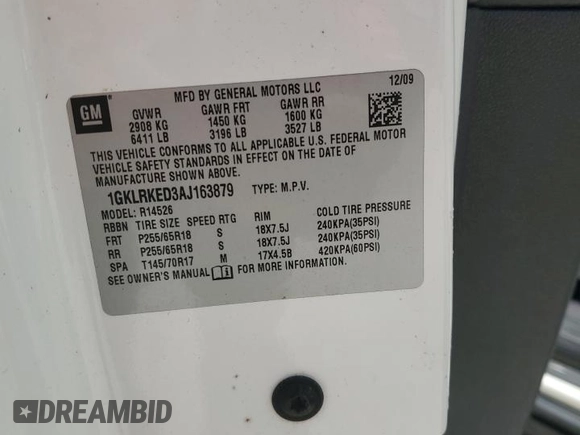 GM
MFD BY GENERAL MOTORS LLC 12/09
GVWR GAWR FRT GAWR RR
2908 KG 1450 KG 1600 KG
6411 LB 3196 LB 3527 LB
THIS VEHICLE CONFORMS TO ALL APPLICABLE U.S. FEDERAL MOTOR
VEHICLE SAFETY STANDARDS IN EFFECT ON THE DATE OF
MANUFACTURE SHOWN ABOVE.
1GKLRKED3AJ163879 TYPE: M.P.V.
MODEL: R14526
RBBN TIRE SIZE SPEED RTG RIM COLD TIRE PRESSURE
FRT P255/65R18 S 18X7.5J 240KPA(35PSI)
RR P255/65R18 S 18X7.5J 240KPA(35PSI)
SPA T145/70R17 M 17X4.5B 420KPA(60PSI)
SEE OWNER'S MANUAL FOR MORE INFORMATION.
DREAMBID